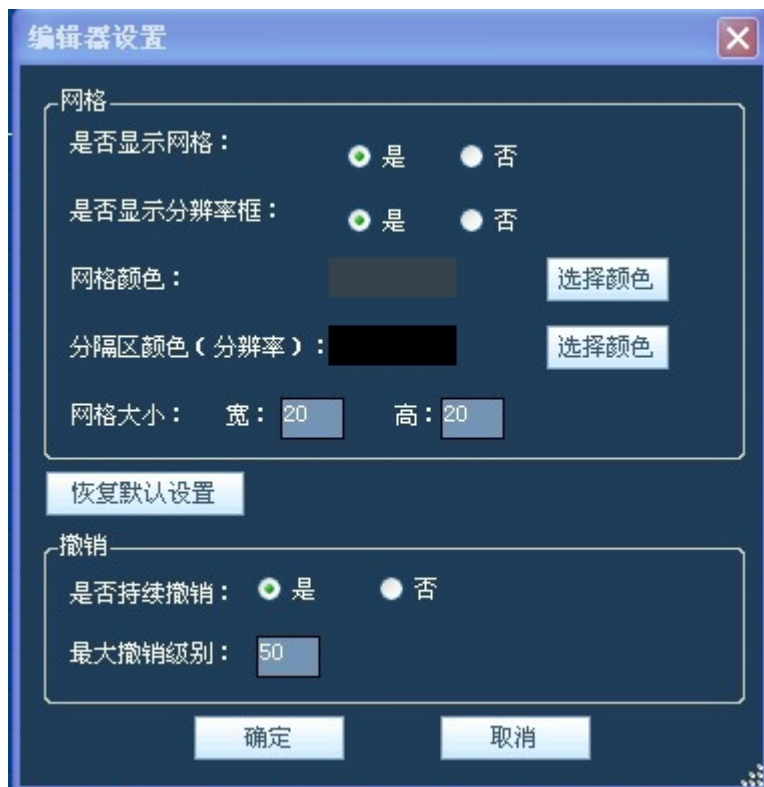 编辑器设置
网格
是否显示网格： 是 否
是否显示分辨率框： 是 否
网格颜色： 选择颜色
分隔区颜色（分辨率）： 选择颜色
网格大小： 宽： 20 高： 20
恢复默认设置
撤销
是否持续撤销： 是 否
最大撤销级别： 50
确定 取消